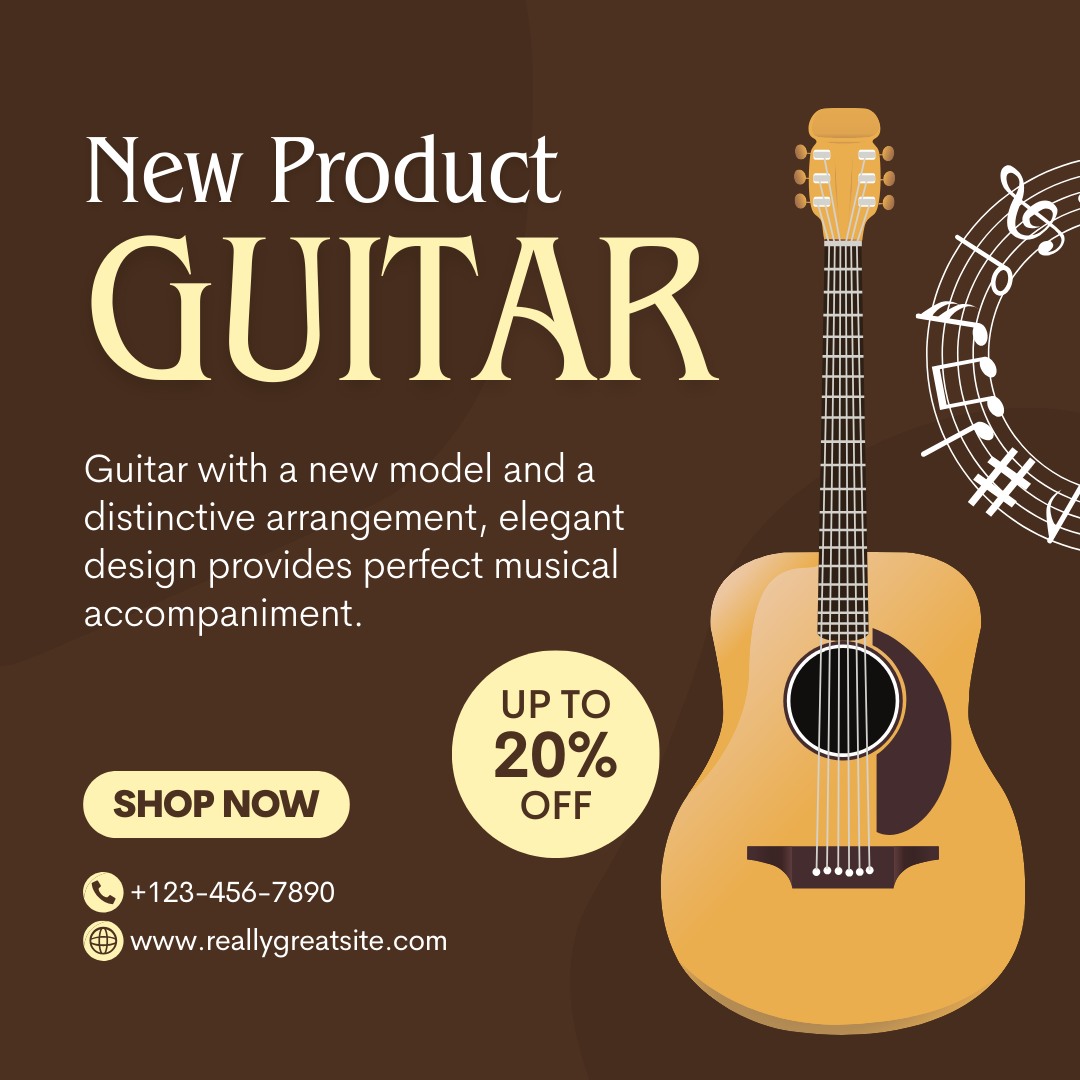 New Product
GUITAR
Guitar with a new model and a
distinctive arrangement, elegant
design provides perfect musical
accompaniment.
UP TO
20%
OFF
SHOP NOW
+123-456-7890
www.reallygreatsite.com